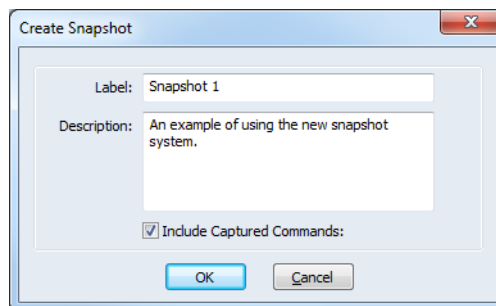 Create Snapshot
Label: Snapshot 1
Description: An example of using the new snapshot
system.
Include Captured Commands:
OK Cancel